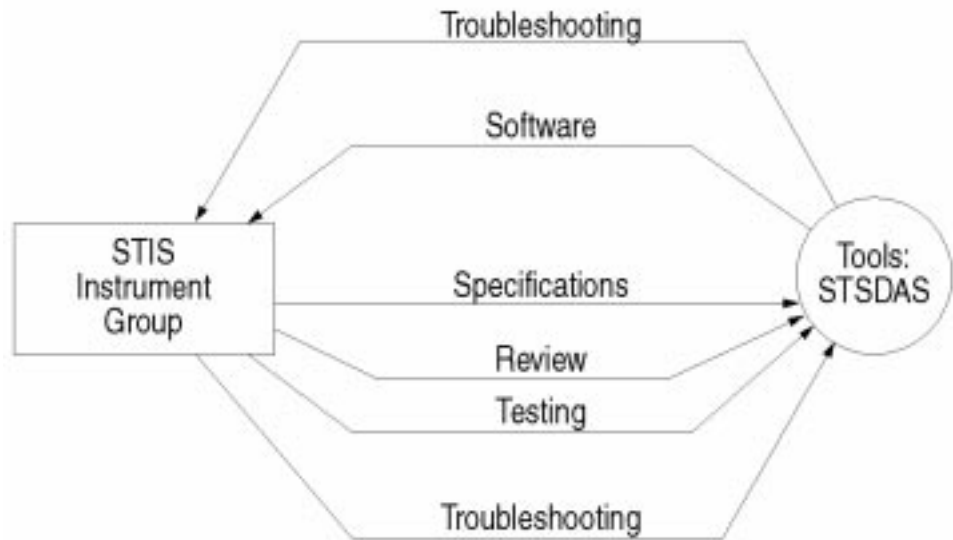 Troubleshooting
Software
STIS
Instrument
Group
Tools:
STSDAS
Specifications
Review
Testing
Troubleshooting